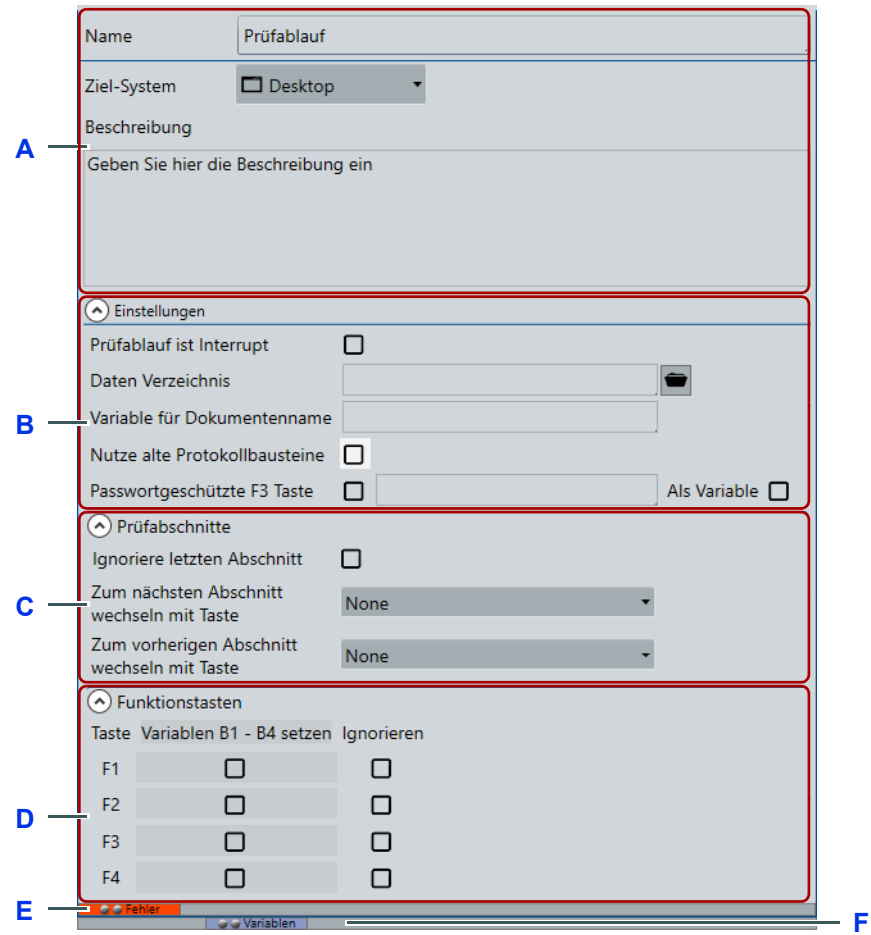 Name Prüfablauf
Ziel-System Desktop
Beschreibung
A
Geben Sie hier die Beschreibung ein
Einstellungen
Prüfablauf ist Interrupt
Daten Verzeichnis
B Variable für Dokumentenname
Nutze alte Protokollbausteine
Passwortgeschützte F3 Taste Als Variable
Prüfabschnitte
Ignoriere letzten Abschnitt
C Zum nächsten Abschnitt
wechseln mit Taste None
Zum vorherigen Abschnitt
wechseln mit Taste None
Funktionstasten
Taste Variablen B1 - B4 setzen Ignorieren
F1
F2
D
F3
F4
E Fehler
Variablen F